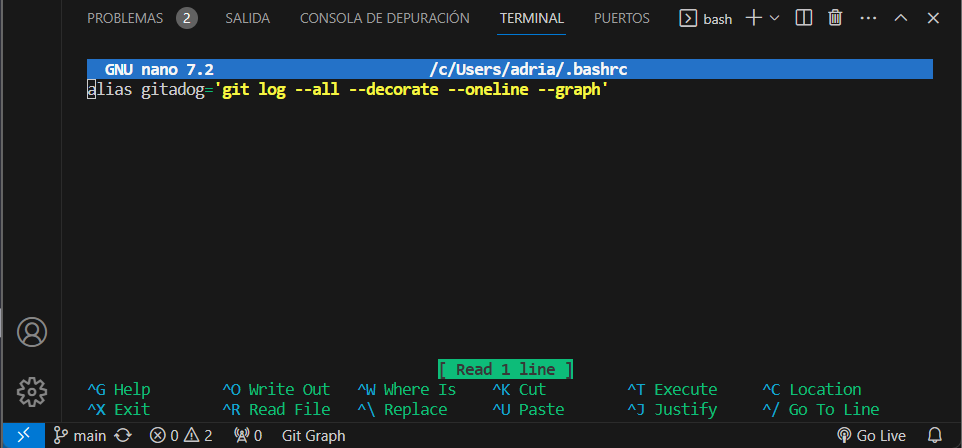 PROBLEMAS 2 SALIDA CONSOLA DE DEPURACIÓN TERMINAL PUERTOS bash
GNU nano 7.2 /c/Users/adria/.bashrc
alias gitadog='git log --all --decorate --oneline --graph'
[ Read 1 line ]
^G Help ^O Write Out ^W Where Is ^K Cut ^T Execute ^C Location
^X Exit ^R Read File ^\ Replace ^U Paste ^J Justify ^/ Go To Line
main 0 2 0 Git Graph Go Live